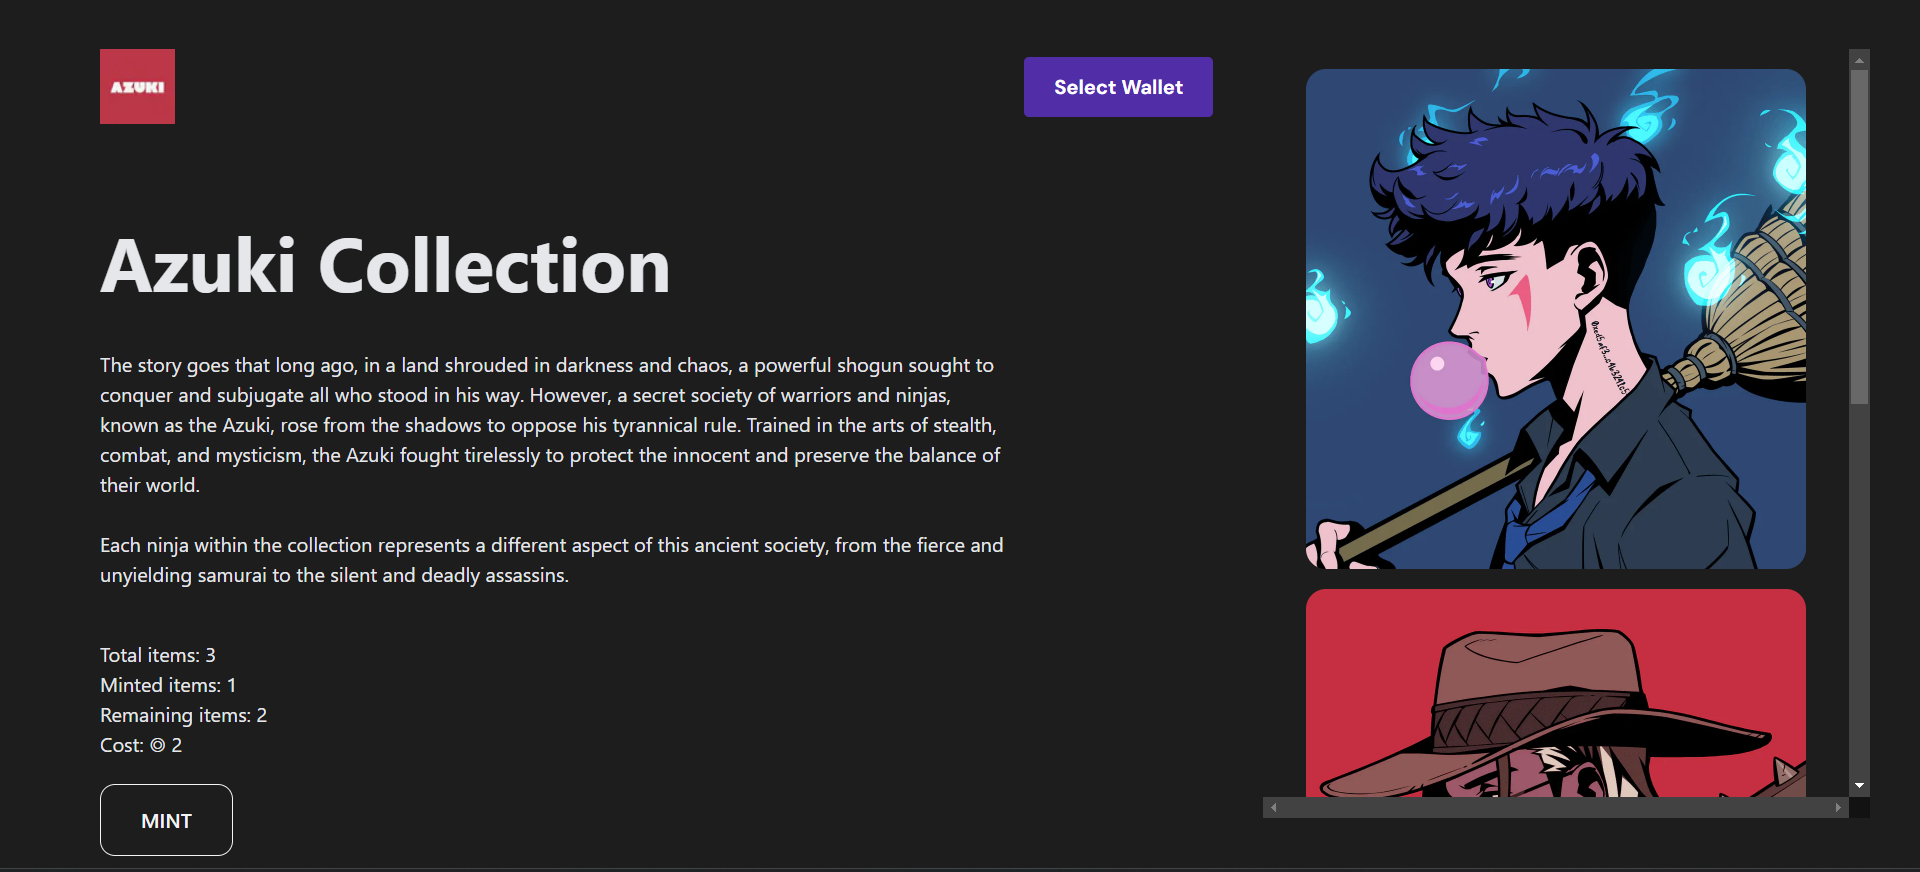 AZUKI
Select Wallet
Azuki Collection
The story goes that long ago, in a land shrouded in darkness and chaos, a powerful shogun sought to
conquer and subjugate all who stood in his way. However, a secret society of warriors and ninjas,
known as the Azuki, rose from the shadows to oppose his tyrannical rule. Trained in the arts of stealth,
combat, and mysticism, the Azuki fought tirelessly to protect the innocent and preserve the balance of
their world.
Each ninja within the collection represents a different aspect of this ancient society, from the fierce and
unyielding samurai to the silent and deadly assassins.
Total items: 3
Minted items: 1
Remaining items: 2
Cost: ◎ 2
MINT